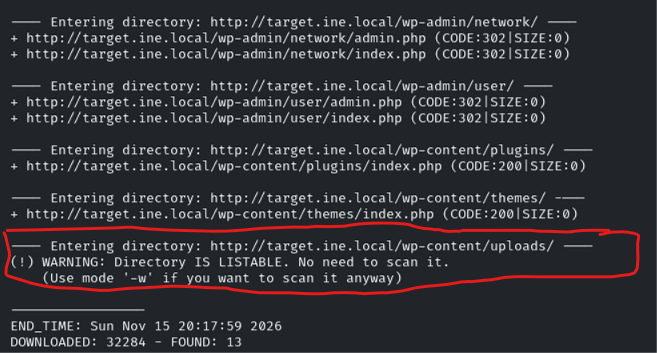 —— Entering directory: http://target.ine.local/wp-admin/network/ ——
+ http://target.ine.local/wp-admin/network/admin.php (CODE:302|SIZE:0)
+ http://target.ine.local/wp-admin/network/index.php (CODE:302|SIZE:0)
—— Entering directory: http://target.ine.local/wp-admin/user/ ——
+ http://target.ine.local/wp-admin/user/admin.php (CODE:302|SIZE:0)
+ http://target.ine.local/wp-admin/user/index.php (CODE:302|SIZE:0)
—— Entering directory: http://target.ine.local/wp-content/plugins/ ——
+ http://target.ine.local/wp-content/plugins/index.php (CODE:200|SIZE:0)
—— Entering directory: http://target.ine.local/wp-content/themes/ ——
+ http://target.ine.local/wp-content/themes/index.php (CODE:200|SIZE:0)
—— Entering directory: http://target.ine.local/wp-content/uploads/ ——
(!) WARNING: Directory IS LISTABLE. No need to scan it.
(Use mode '-w' if you want to scan it anyway)
END_TIME: Sun Nov 15 20:17:59 2026
DOWNLOADED: 32284 - FOUND: 13